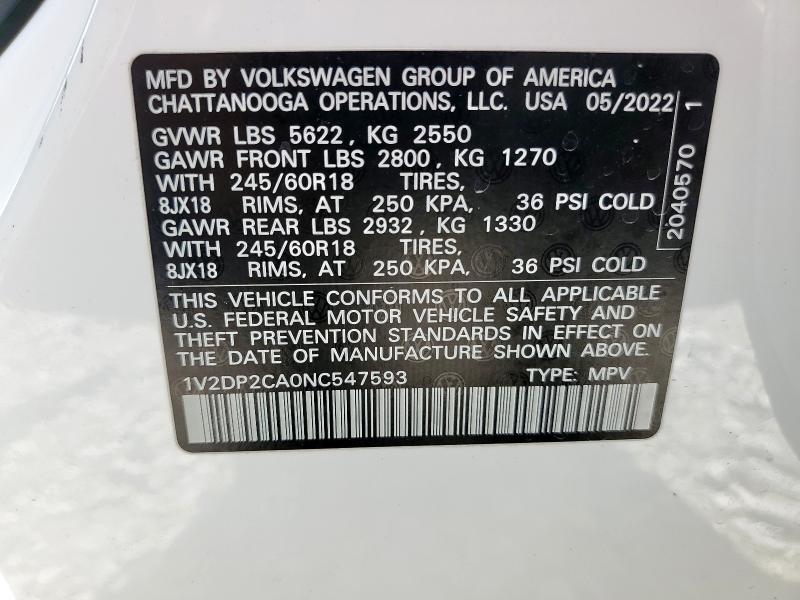 MFD BY VOLKSWAGEN GROUP OF AMERICA
CHATTANOOGA OPERATIONS, LLC. USA 05/2022
GVWR LBS 5622, KG 2550
GAWR FRONT LBS 2800, KG 1270
WITH 245/60R18 TIRES,
8JX18 RIMS, AT 250 KPA, 36 PSI COLD
GAWR REAR LBS 2932, KG 1330
WITH 245/60R18 TIRES,
8JX18 RIMS, AT 250 KPA, 36 PSI COLD
THIS VEHICLE CONFORMS TO ALL APPLICABLE
U.S. FEDERAL MOTOR VEHICLE SAFETY AND
THEFT PREVENTION STANDARDS IN EFFECT ON
THE DATE OF MANUFACTURE SHOWN ABOVE.
1V2DP2CA0NC547593 TYPE: MPV
2040570 1